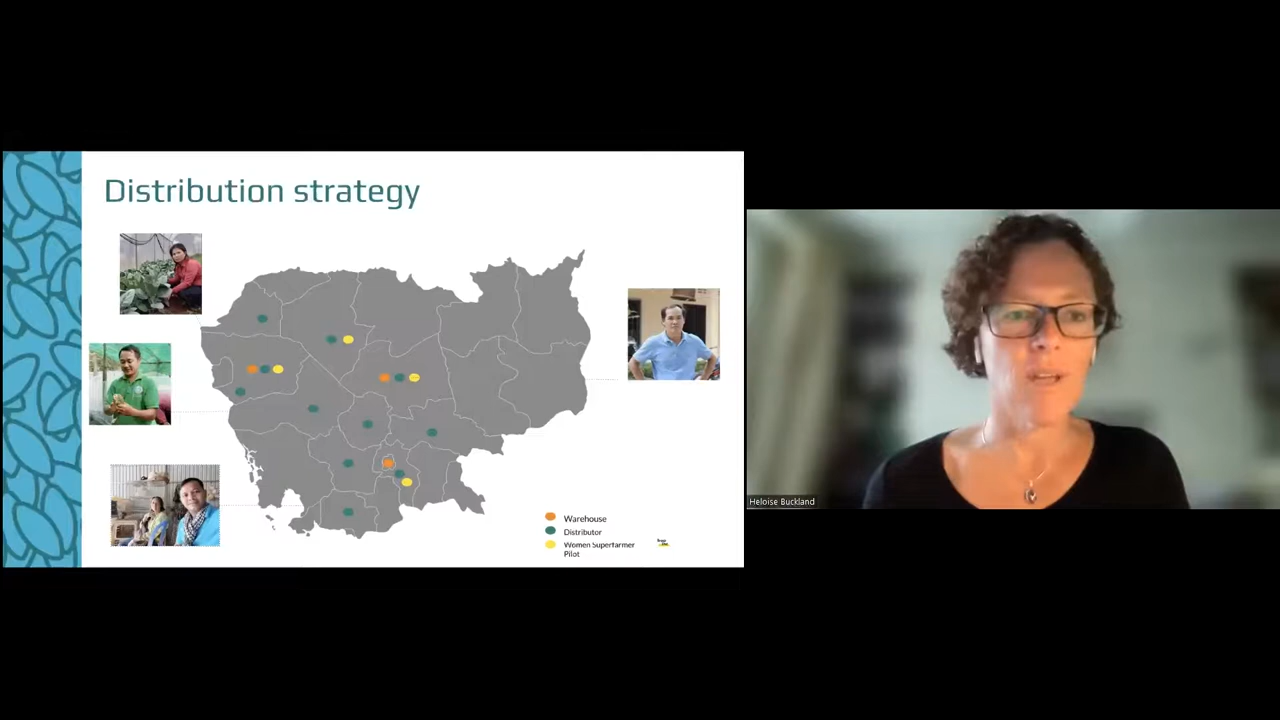 Distribution strategy
Warehouse
Distributor
Women Superfarmer
Pilot
Heloise Buckland